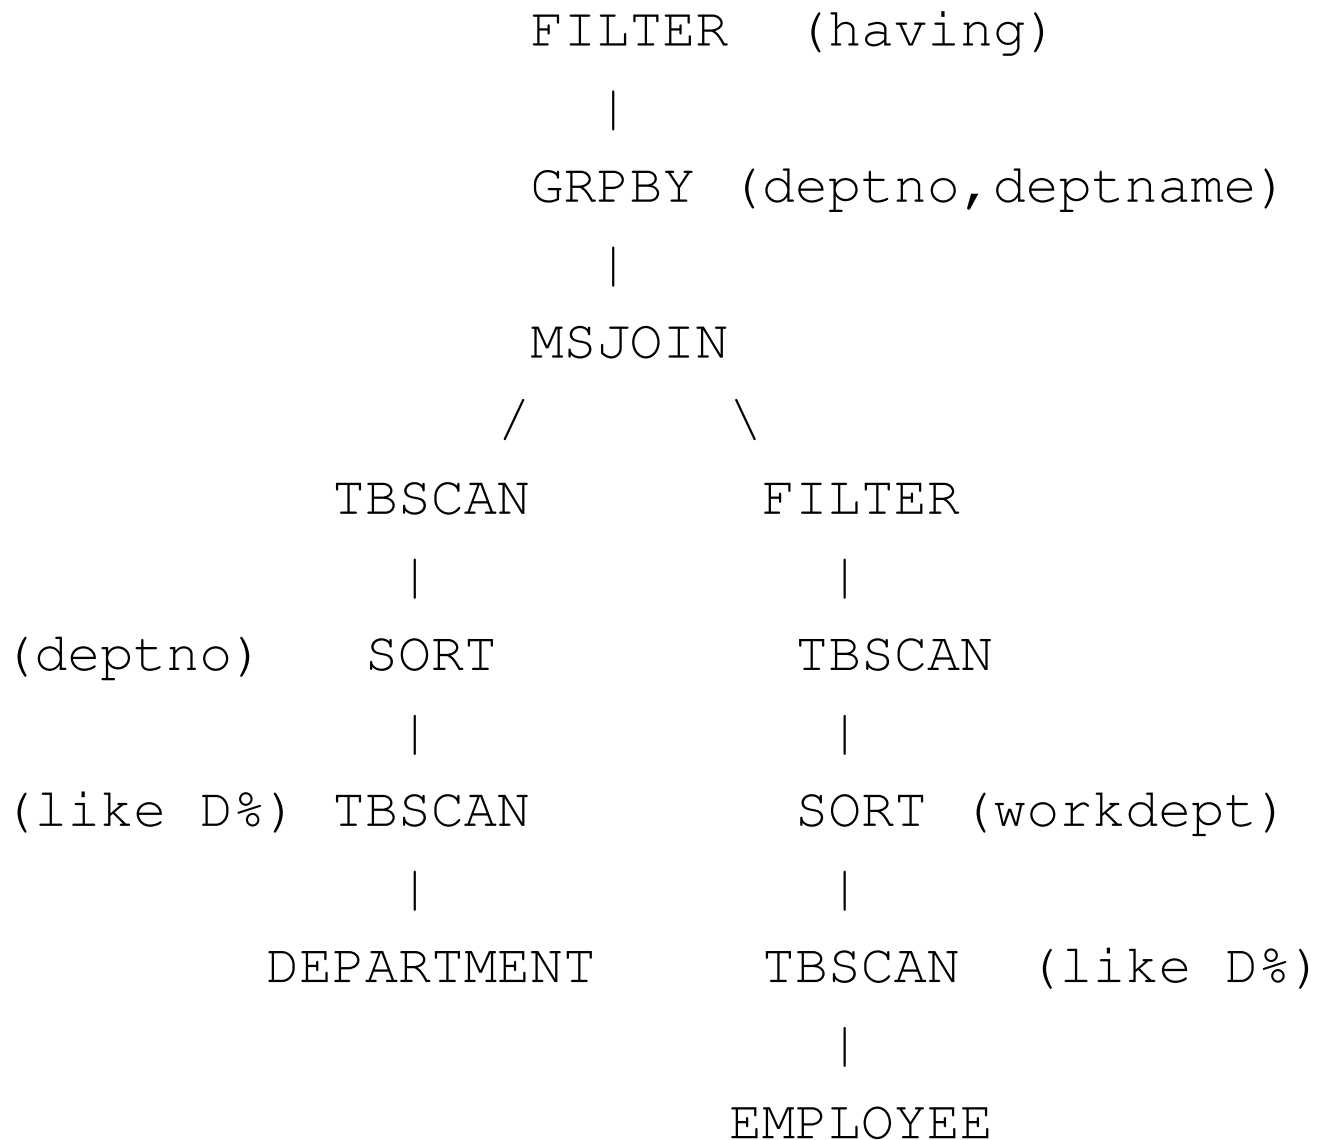 FILTER (having)
|
GRPBY (deptno,deptname)
|
MSJOIN
/ \
TBSCAN FILTER
| |
(deptno) SORT TBSCAN
| |
(like D%) TBSCAN SORT (workdept)
| |
DEPARTMENT TBSCAN (like D%)
|
EMPLOYEE